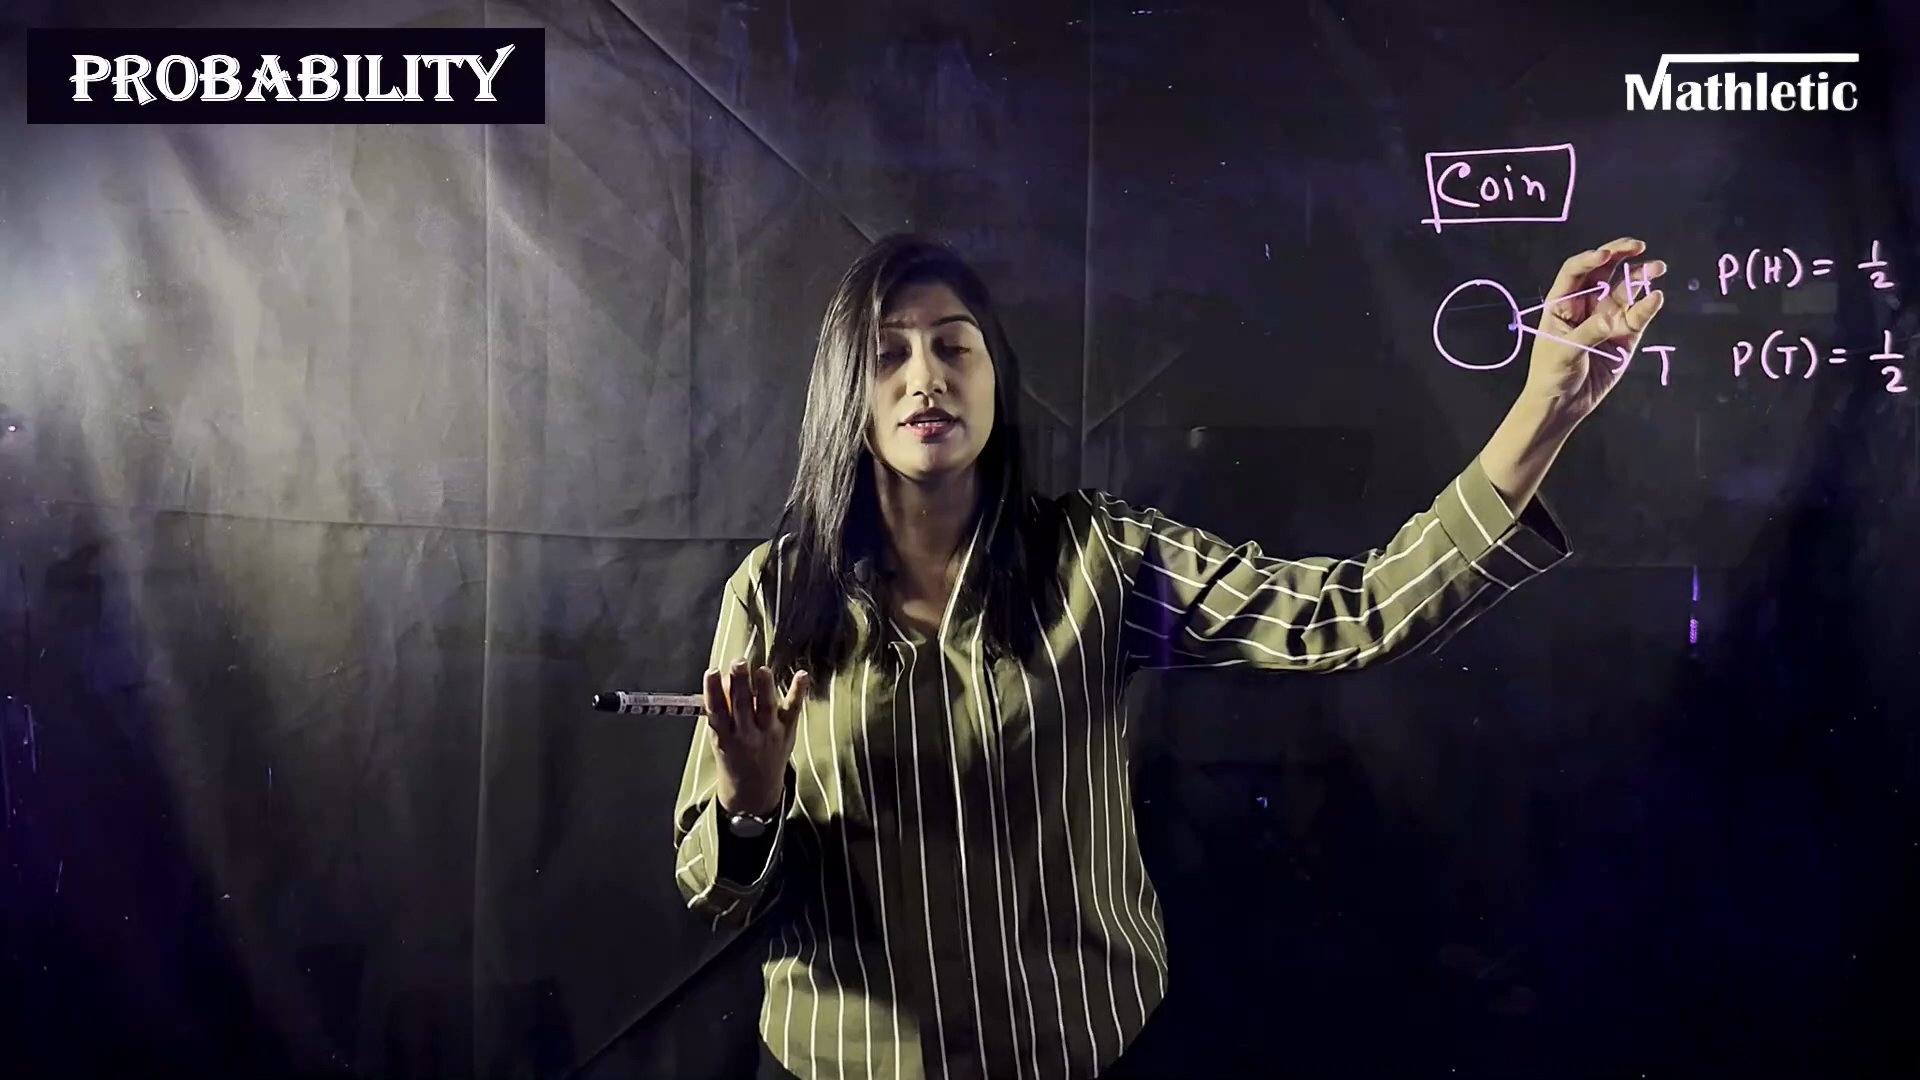 PROBABILITY
Mathletic
Coin
H P(H) = 1/2
T P(T) = 1/2